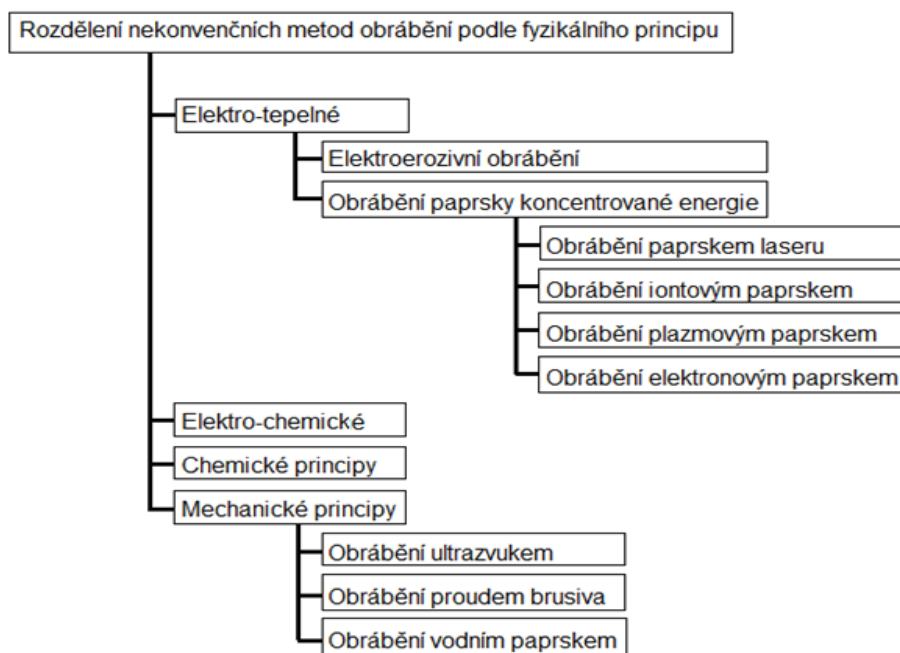 Rozdělení nekonvenčních metod obrábění podle fyzikálního principu
Elektro-tepelné
Elektroerozivní obrábění
Obrábění paprsky koncentrované energie
Obrábění paprskem laseru
Obrábění iontovým paprskem
Obrábění plazmovým paprskem
Obrábění elektronovým paprskem
Elektro-chemické
Chemické principy
Mechanické principy
Obrábění ultrazvukem
Obrábění proudem brusiva
Obrábění vodním paprskem